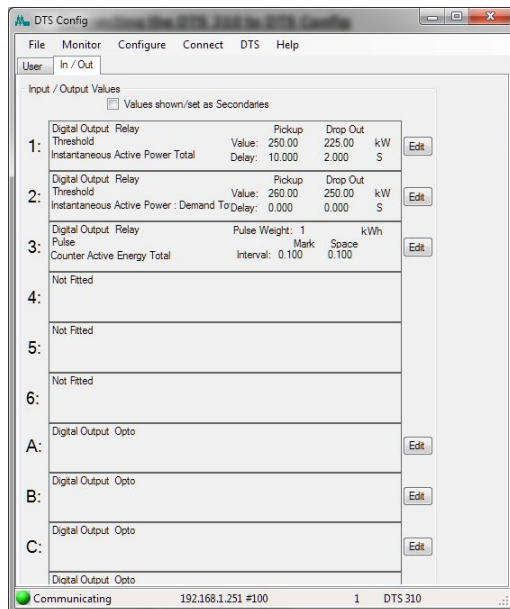 DTS Config
File Monitor Configure Connect DTS Help
User In / Out
Input / Output Values
Values shown/set as Secondaries
1:
Digital Output Relay Pickup Drop Out
Threshold Value: 250.00 225.00 kW
Instantaneous Active Power Total Delay: 10.000 2.000 S
Edit
2:
Digital Output Relay Pickup Drop Out
Threshold Value: 260.00 250.00 kW
Instantaneous Active Power : Demand To Delay: 0.000 0.000 S
Edit
3:
Digital Output Relay Pulse Weight: 1 kWh
Pulse Mark Space
Counter Active Energy Total Interval: 0.100 0.100
Edit
4:
Not Fitted
5:
Not Fitted
6:
Not Fitted
A:
Digital Output Opto
Edit
B:
Digital Output Opto
Edit
C:
Digital Output Opto
Edit
Digital Output Opto
Communicating 192.168.1.251 #100 1 DTS 310